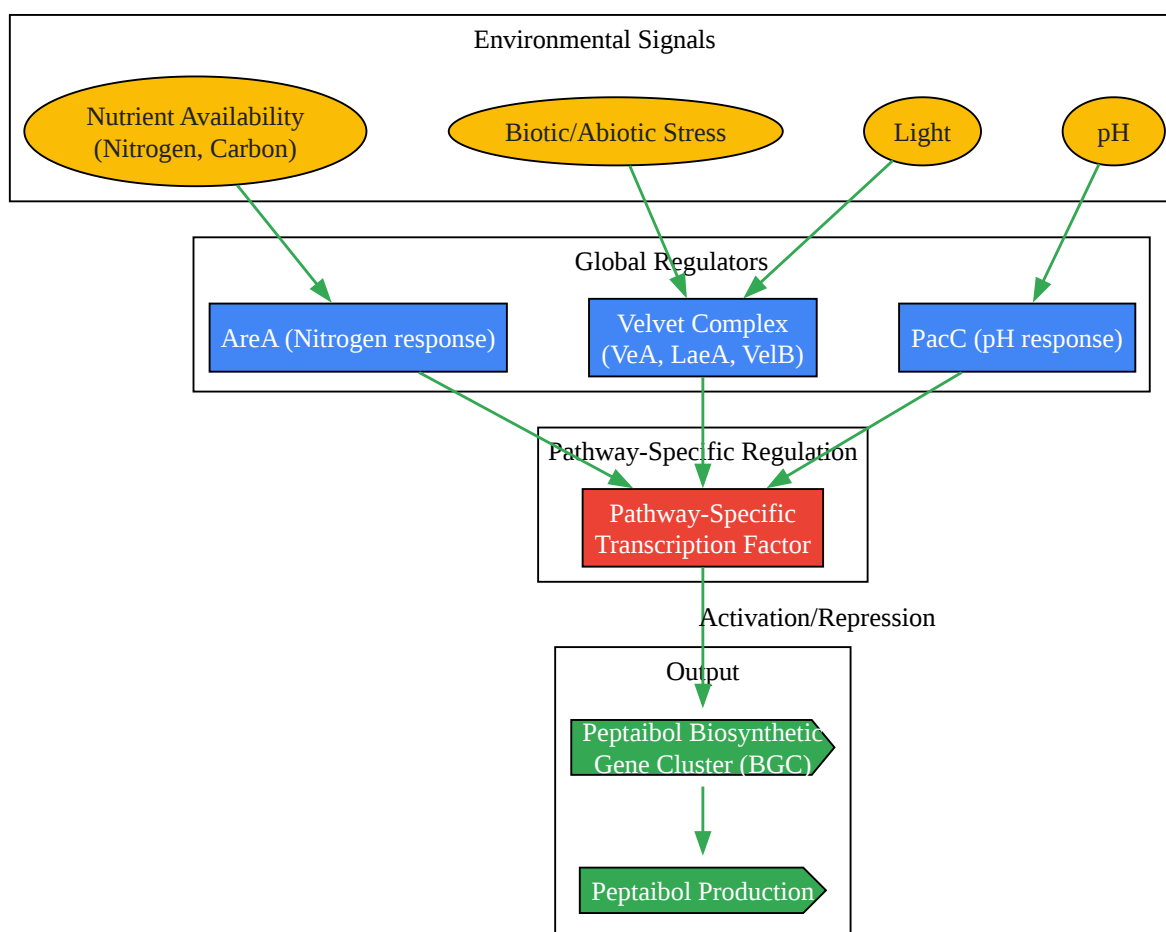 Environmental Signals
Nutrient Availability
(Nitrogen, Carbon)
Biotic/Abiotic Stress
Light
pH
Global Regulators
AreA (Nitrogen response)
Velvet Complex
(VeA, LaeA, VelB)
PacC (pH response)
Pathway-Specific Regulation
Pathway-Specific
Transcription Factor
Activation/Repression
Output
Peptaibol Biosynthetic
Gene Cluster (BGC)
Peptaibol Production